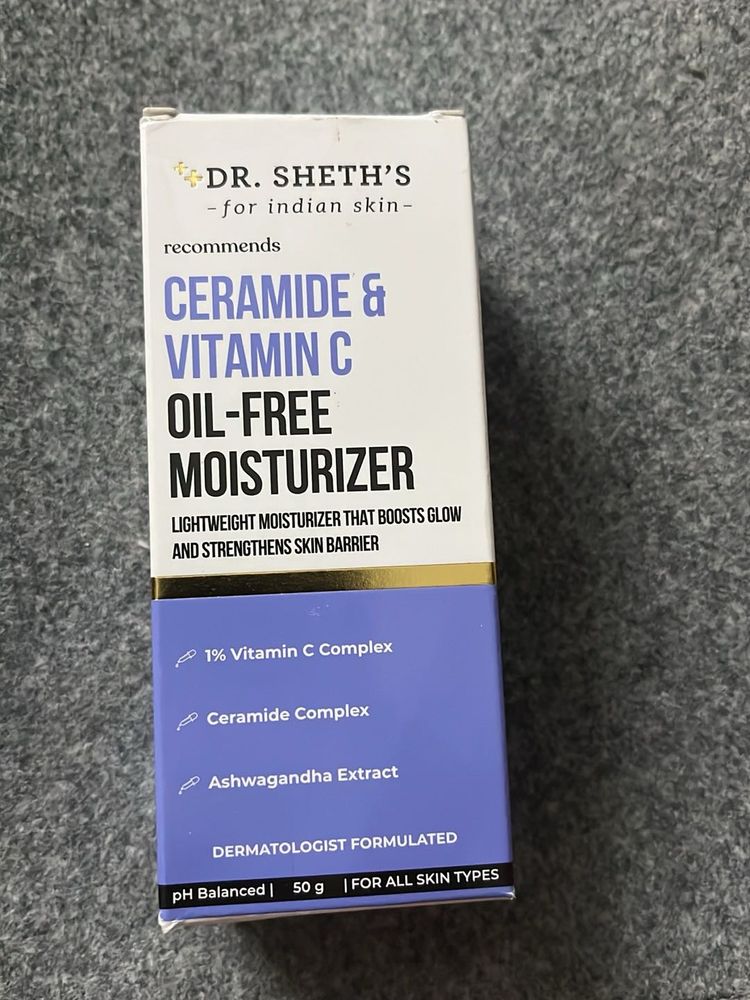 DR. SHETH'S
-for indian skin-
recommends
CERAMIDE &
VITAMIN C
OIL-FREE
MOISTURIZER
LIGHTWEIGHT MOISTURIZER THAT BOOSTS GLOW
AND STRENGTHENS SKIN BARRIER
1% Vitamin C Complex
Ceramide Complex
Ashwagandha Extract
DERMATOLOGIST FORMULATED
pH Balanced | 50 g | FOR ALL SKIN TYPES